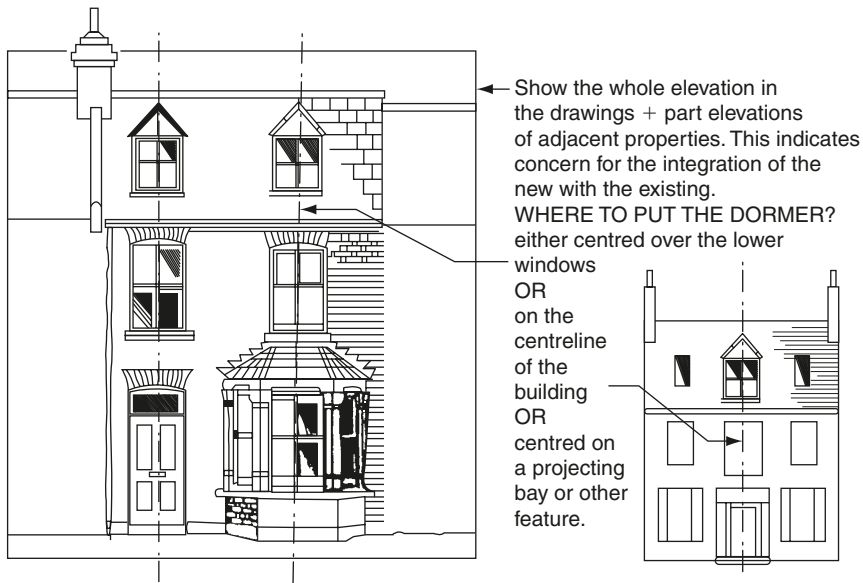 Show the whole elevation in
the drawings + part elevations
of adjacent properties. This indicates
concern for the integration of the
new with the existing.
WHERE TO PUT THE DORMER?
either centred over the lower
windows
OR
on the
centreline
of the
building
OR
centred on
a projecting
bay or other
feature.